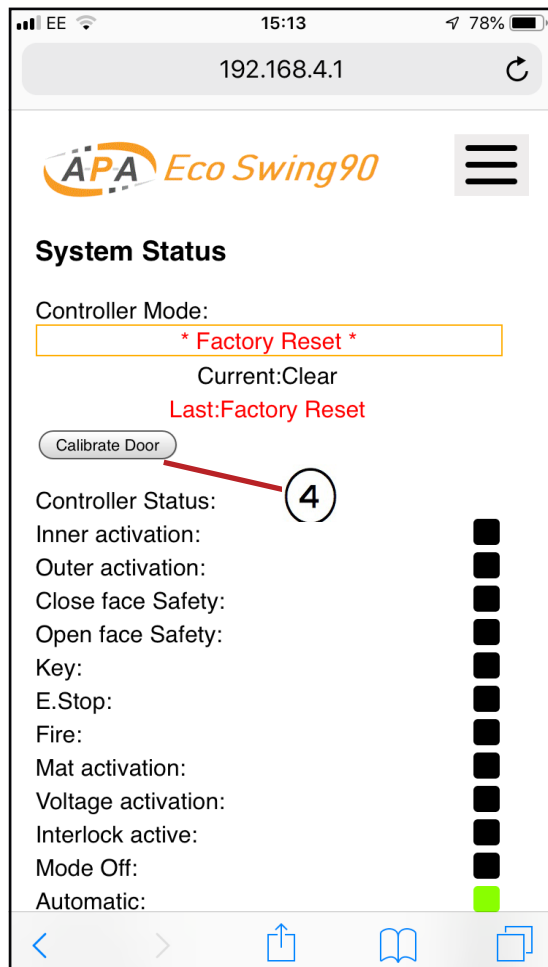 EE 15:13 78%
192.168.4.1
APA Eco Swing90
System Status
Controller Mode:
* Factory Reset *
Current:Clear
Last:Factory Reset
Calibrate Door
4
Controller Status:
Inner activation:
Outer activation:
Close face Safety:
Open face Safety:
Key:
E.Stop:
Fire:
Mat activation:
Voltage activation:
Interlock active:
Mode Off:
Automatic: